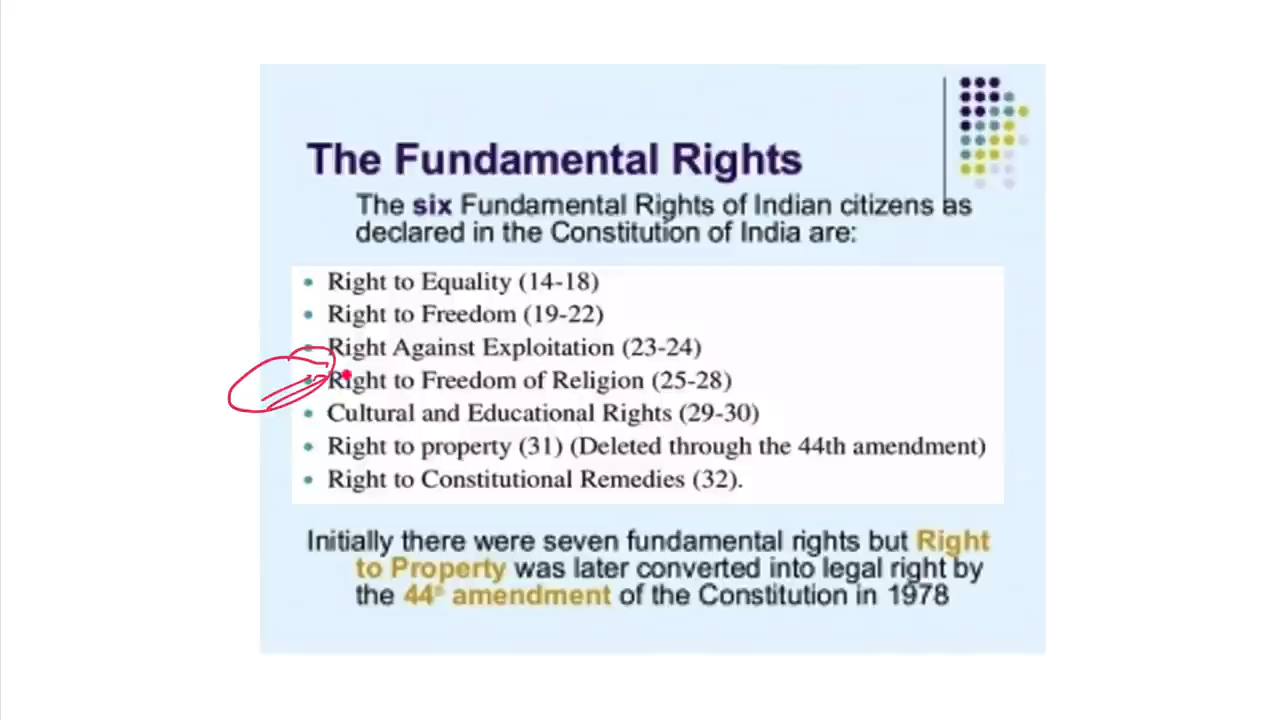 The Fundamental Rights
The six Fundamental Rights of Indian citizens as
declared in the Constitution of India are:
• Right to Equality (14-18)
• Right to Freedom (19-22)
• Right Against Exploitation (23-24)
• Right to Freedom of Religion (25-28)
• Cultural and Educational Rights (29-30)
• Right to property (31) (Deleted through the 44th amendment)
• Right to Constitutional Remedies (32).
Initially there were seven fundamental rights but Right
to Property was later converted into legal right by
the 44th amendment of the Constitution in 1978